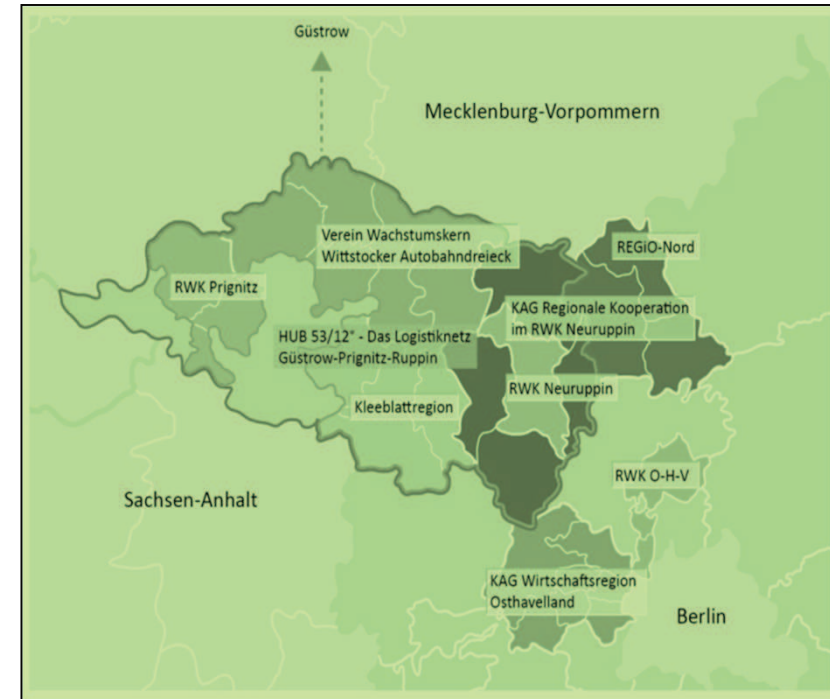 Güstrow
Mecklenburg-Vorpommern
Verein Wachstumskern
Wittstocker Autobahndreieck
REGiO-Nord
RWK Prignitz
KAG Regionale Kooperation
im RWK Neuruppin
HUB 53/12° - Das Logistiknetz
Güstrow-Prignitz-Ruppin
RWK Neuruppin
Kleeblattregion
RWK O-H-V
Sachsen-Anhalt
KAG Wirtschaftsregion
Osthavelland
Berlin